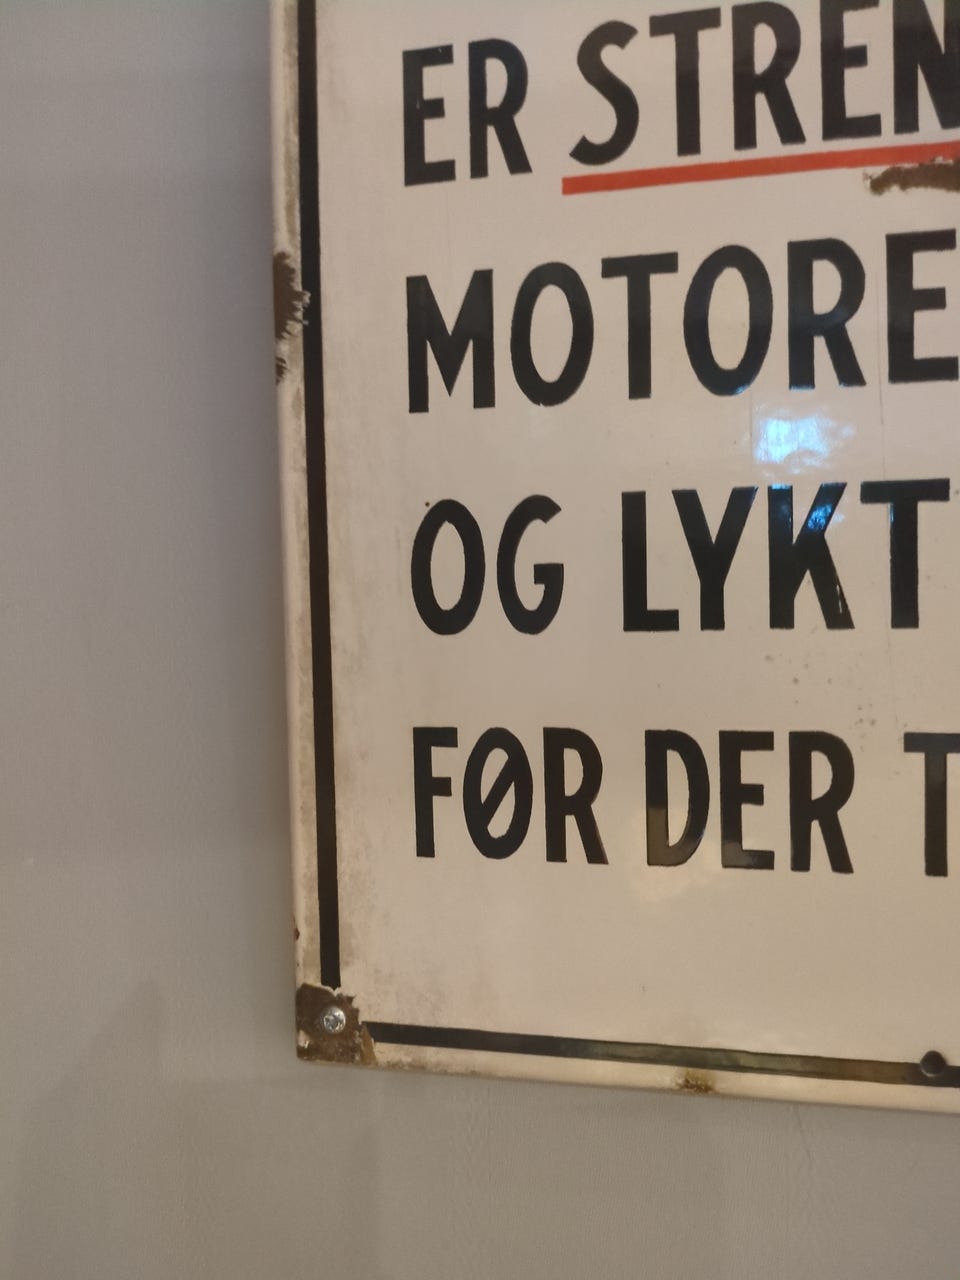 ER STREN
MOTORE
OG LYKT
FØR DER T